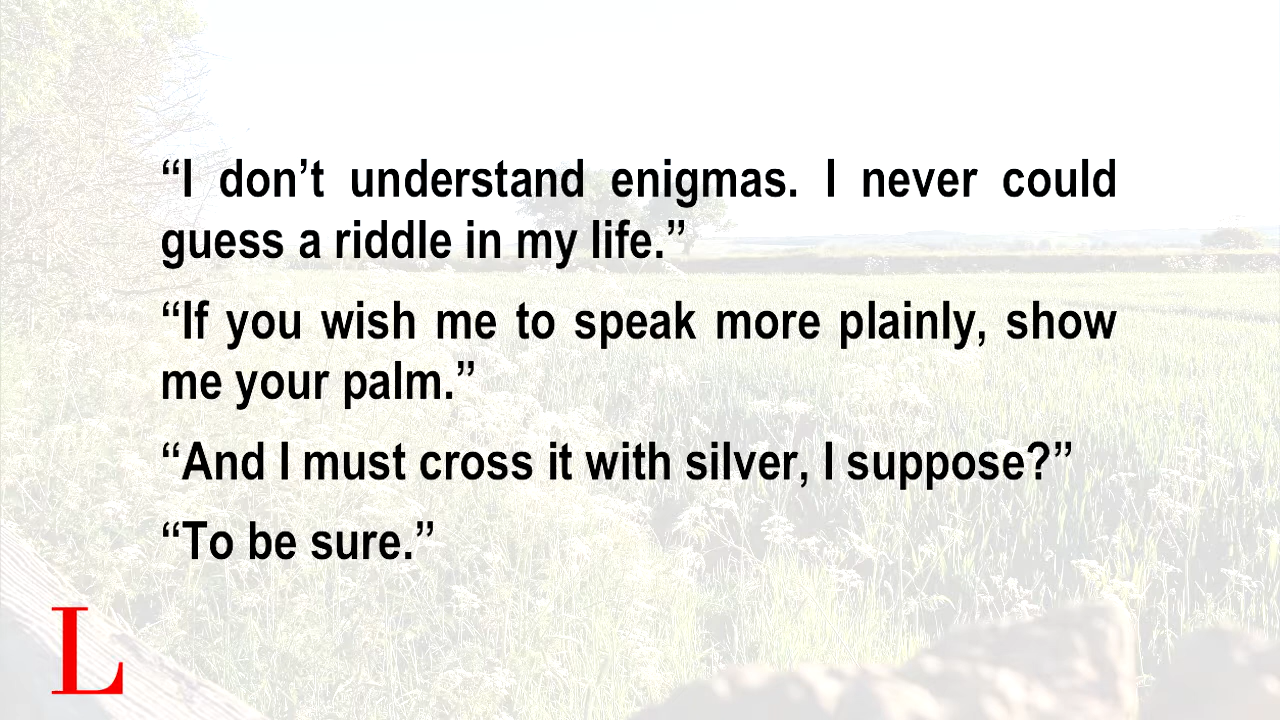 “I don’t understand enigmas. I never could
guess a riddle in my life.”
“If you wish me to speak more plainly, show
me your palm.”
“And I must cross it with silver, I suppose?”
“To be sure.”
L